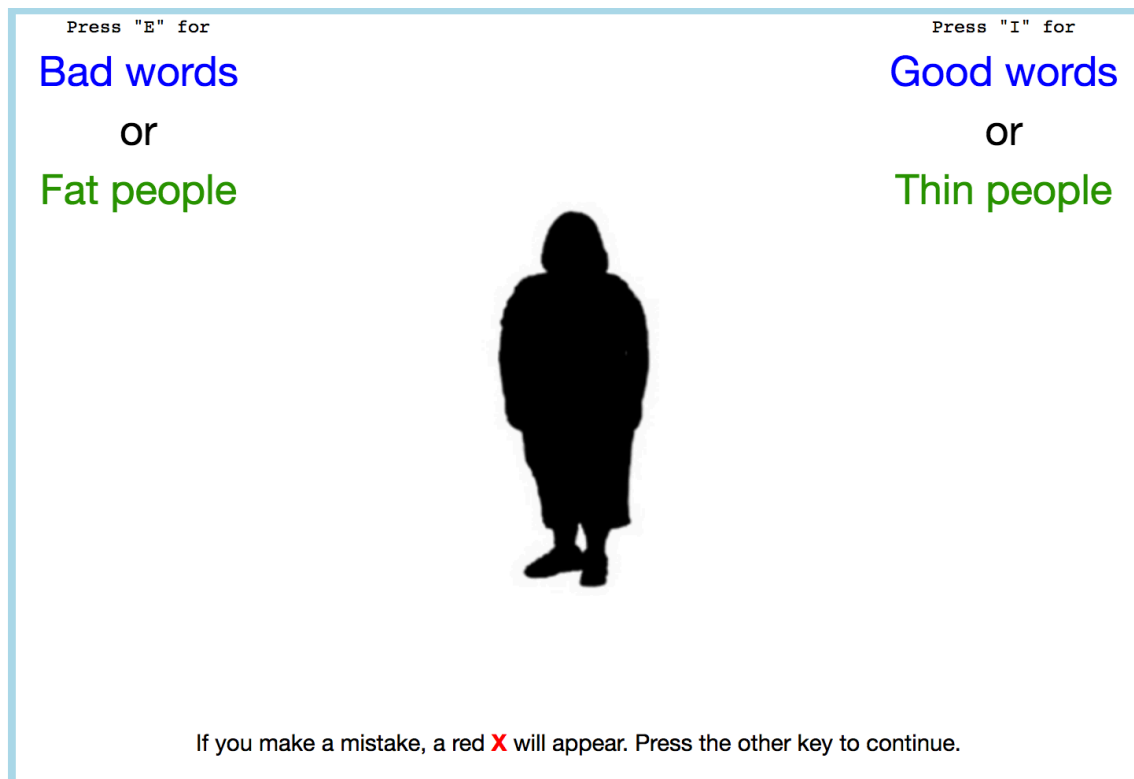 Press "E" for
Bad words
or
Fat people
Press "I" for
Good words
or
Thin people
If you make a mistake, a red X will appear. Press the other key to continue.